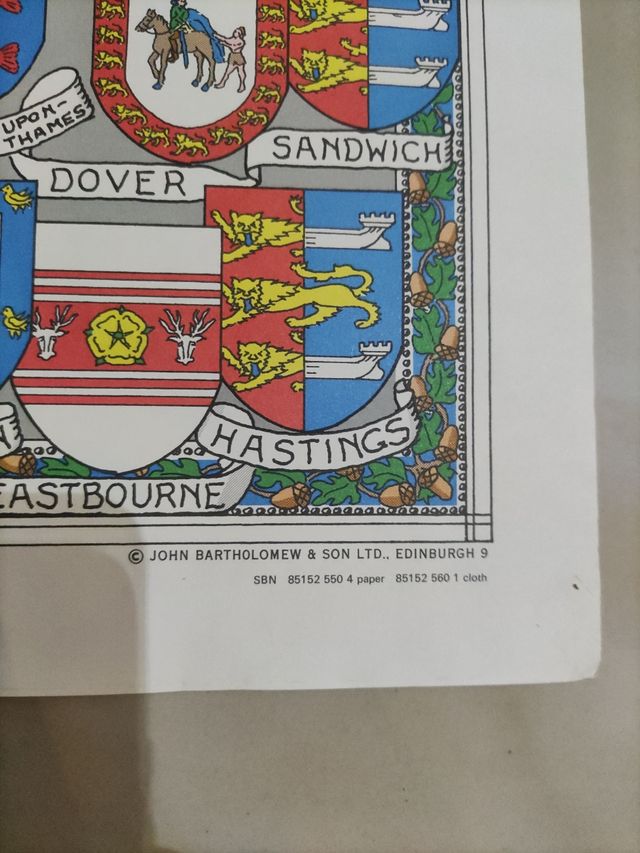 UPON-
THAMES
SANDWICH
DOVER
HASTINGS
EASTBOURNE
© JOHN BARTHOLOMEW & SON LTD., EDINBURGH 9
SBN 85152 550 4 paper 85152 560 1 cloth